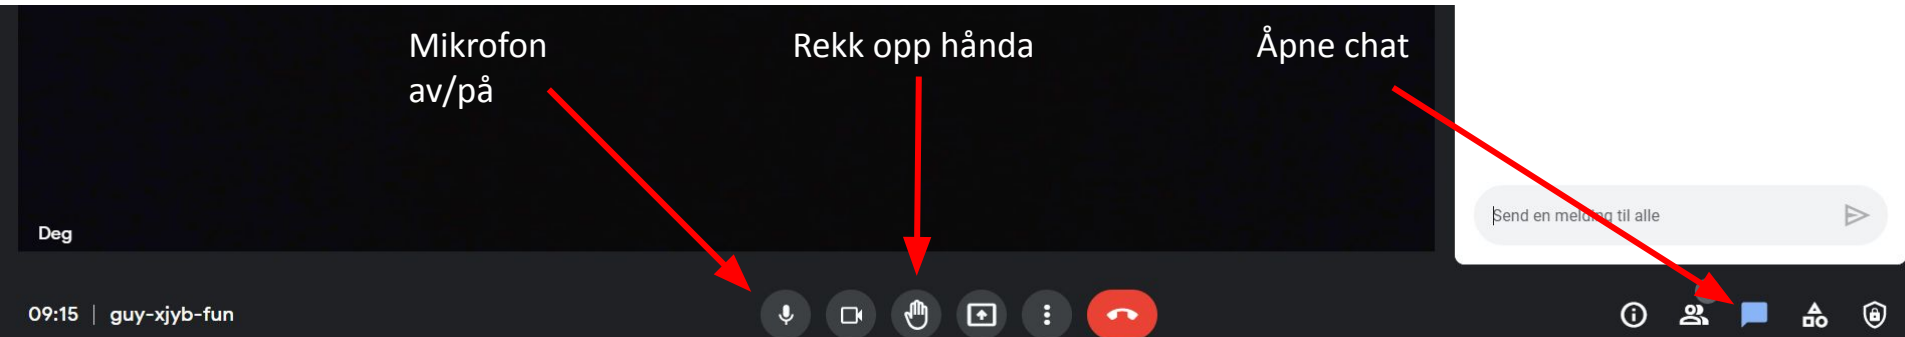 Mikrofon
av/på
Rekk opp hånda
Åpne chat
Send en melding til alle
Deg
09:15 | guy-xjyb-fun